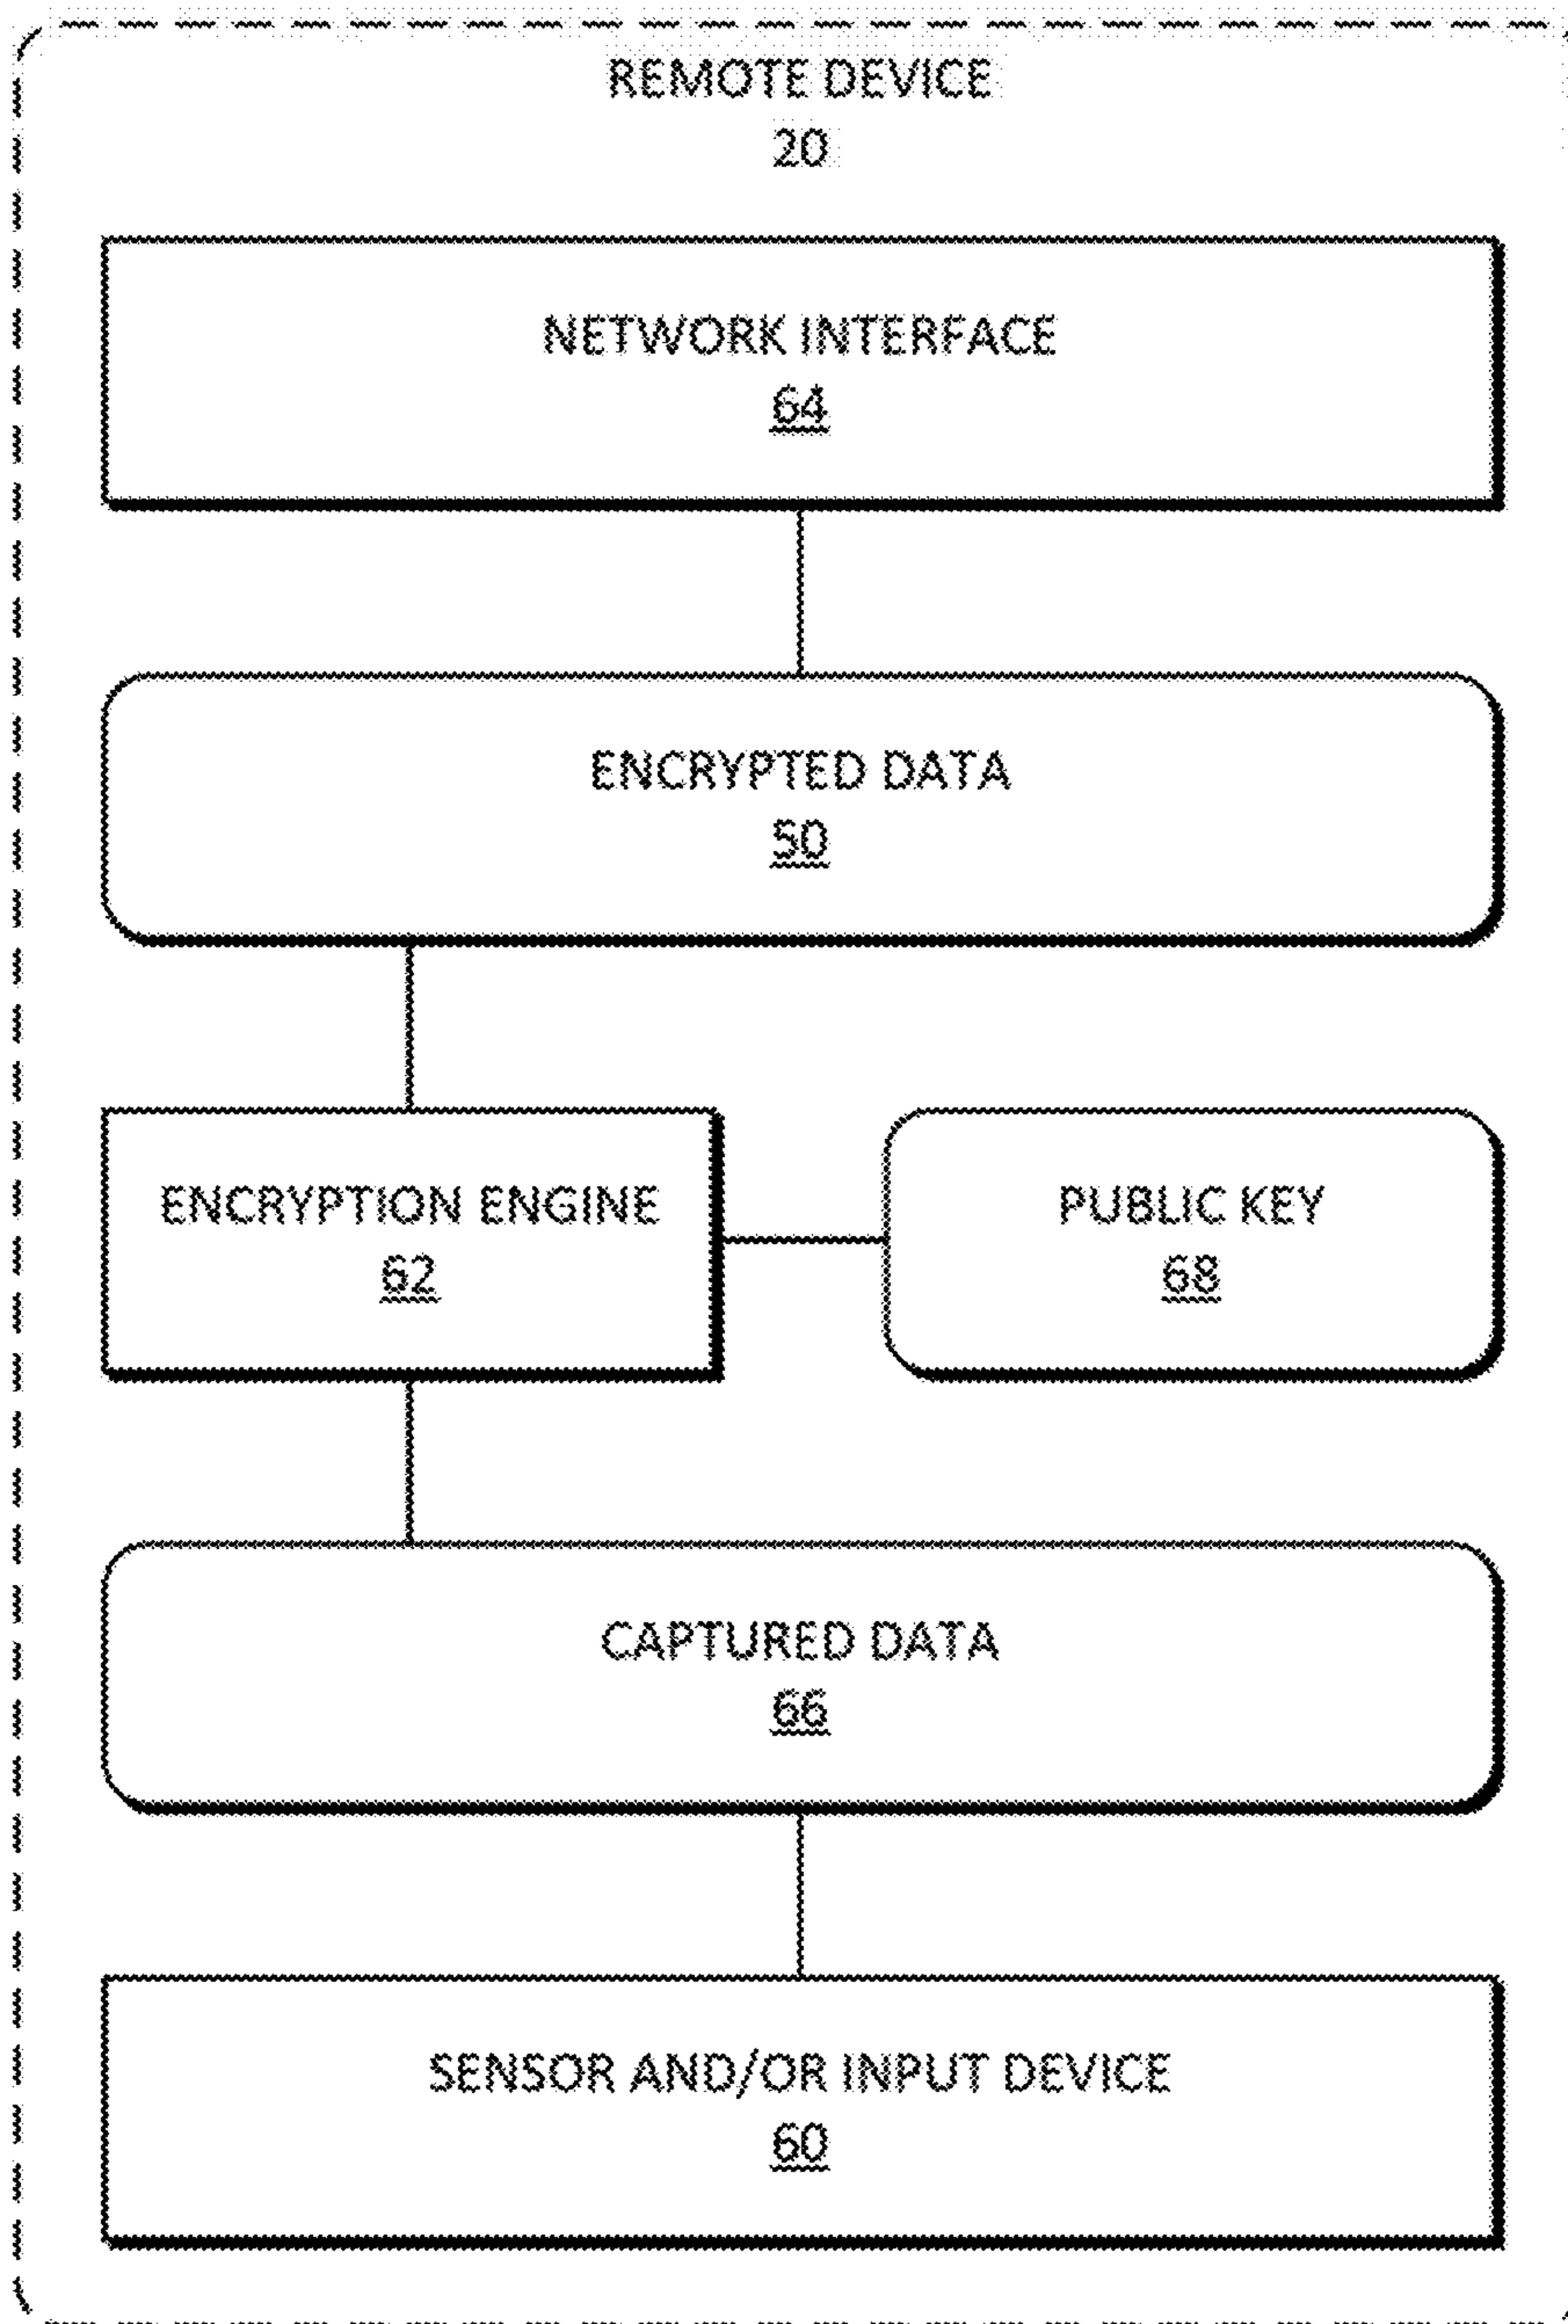 REMOTE DEVICE
20
NETWORK INTERFACE
64
ENCRYPTED DATA
50
ENCRYPTION ENGINE
62
PUBLIC KEY
68
CAPTURED DATA
66
SENSOR AND/OR INPUT DEVICE
60